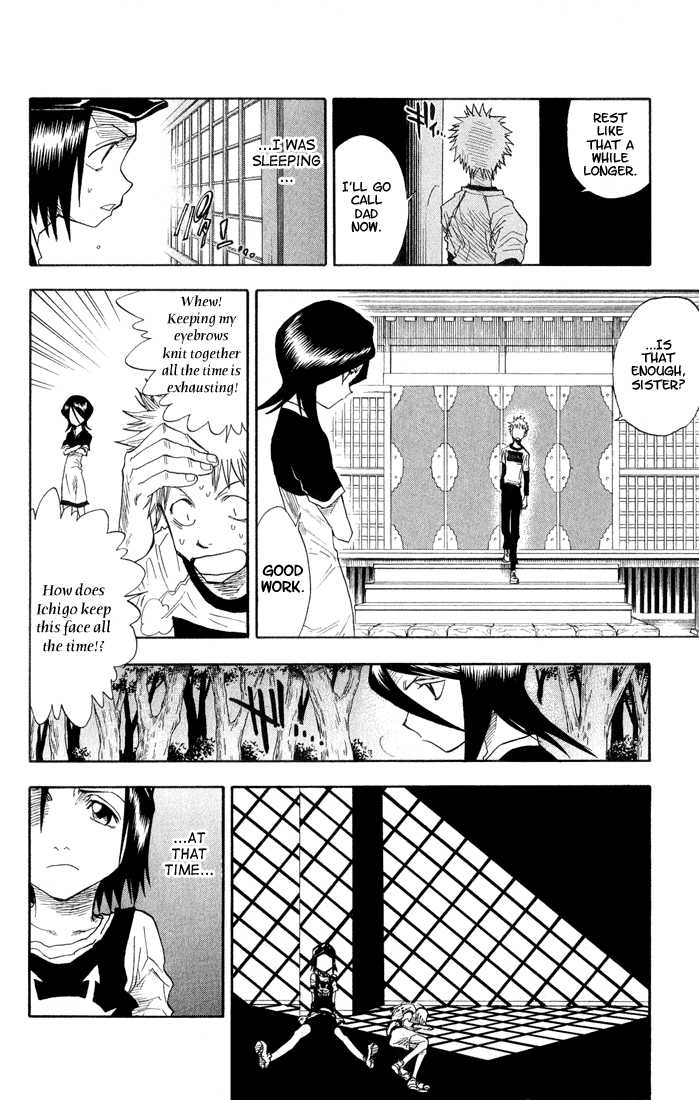 REST
LIKE
THAT A
WHILE
LONGER.
I'LL GO
CALL
DAD
NOW.
...I WAS
SLEEPING
...
...IS
THAT
ENOUGH,
SISTER?
GOOD
WORK.
Whew!
Keeping my
eyebrows
knit together
all the time is
exhausting!
How does
Ichigo keep
this face all
the time!?
...AT
THAT
TIME...